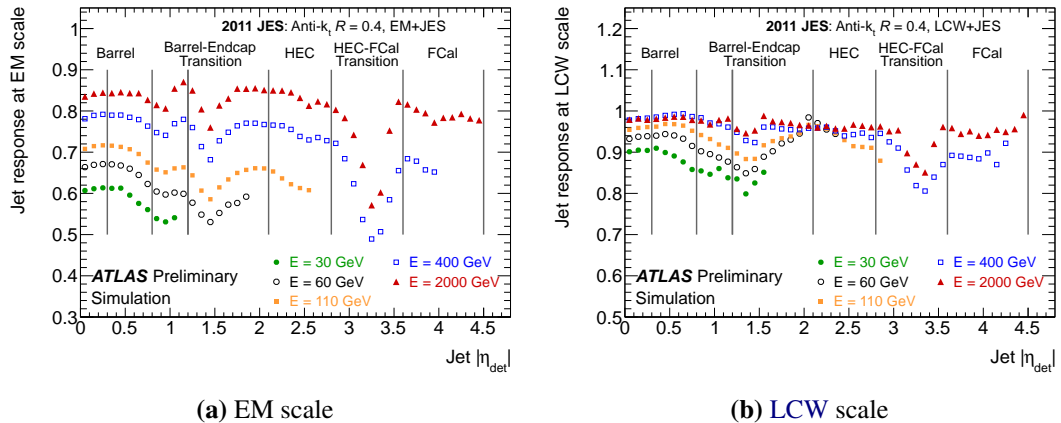 2011 JES: Anti-kt R = 0.4, EM+JES
Barrel
Barrel-Endcap
Transition
HEC
HEC-FCal
Transition
FCal
Jet response at EM scale
1
0.9
0.8
0.7
0.6
0.5
0.4
0.3
ATLAS Preliminary
Simulation
E = 30 GeV
E = 60 GeV
E = 110 GeV
E = 400 GeV
E = 2000 GeV
0 0.5 1 1.5 2 2.5 3 3.5 4 4.5
Jet |ηdet|
(a) EM scale
2011 JES: Anti-kt R = 0.4, LCW+JES
Barrel
Barrel-Endcap
Transition
HEC
HEC-FCal
Transition
FCal
Jet response at LCW scale
1.2
1.1
1
0.9
0.8
0.7
0.6
0.5
ATLAS Preliminary
Simulation
E = 30 GeV
E = 60 GeV
E = 110 GeV
E = 400 GeV
E = 2000 GeV
0 0.5 1 1.5 2 2.5 3 3.5 4 4.5
Jet |ηdet|
(b) LCW scale